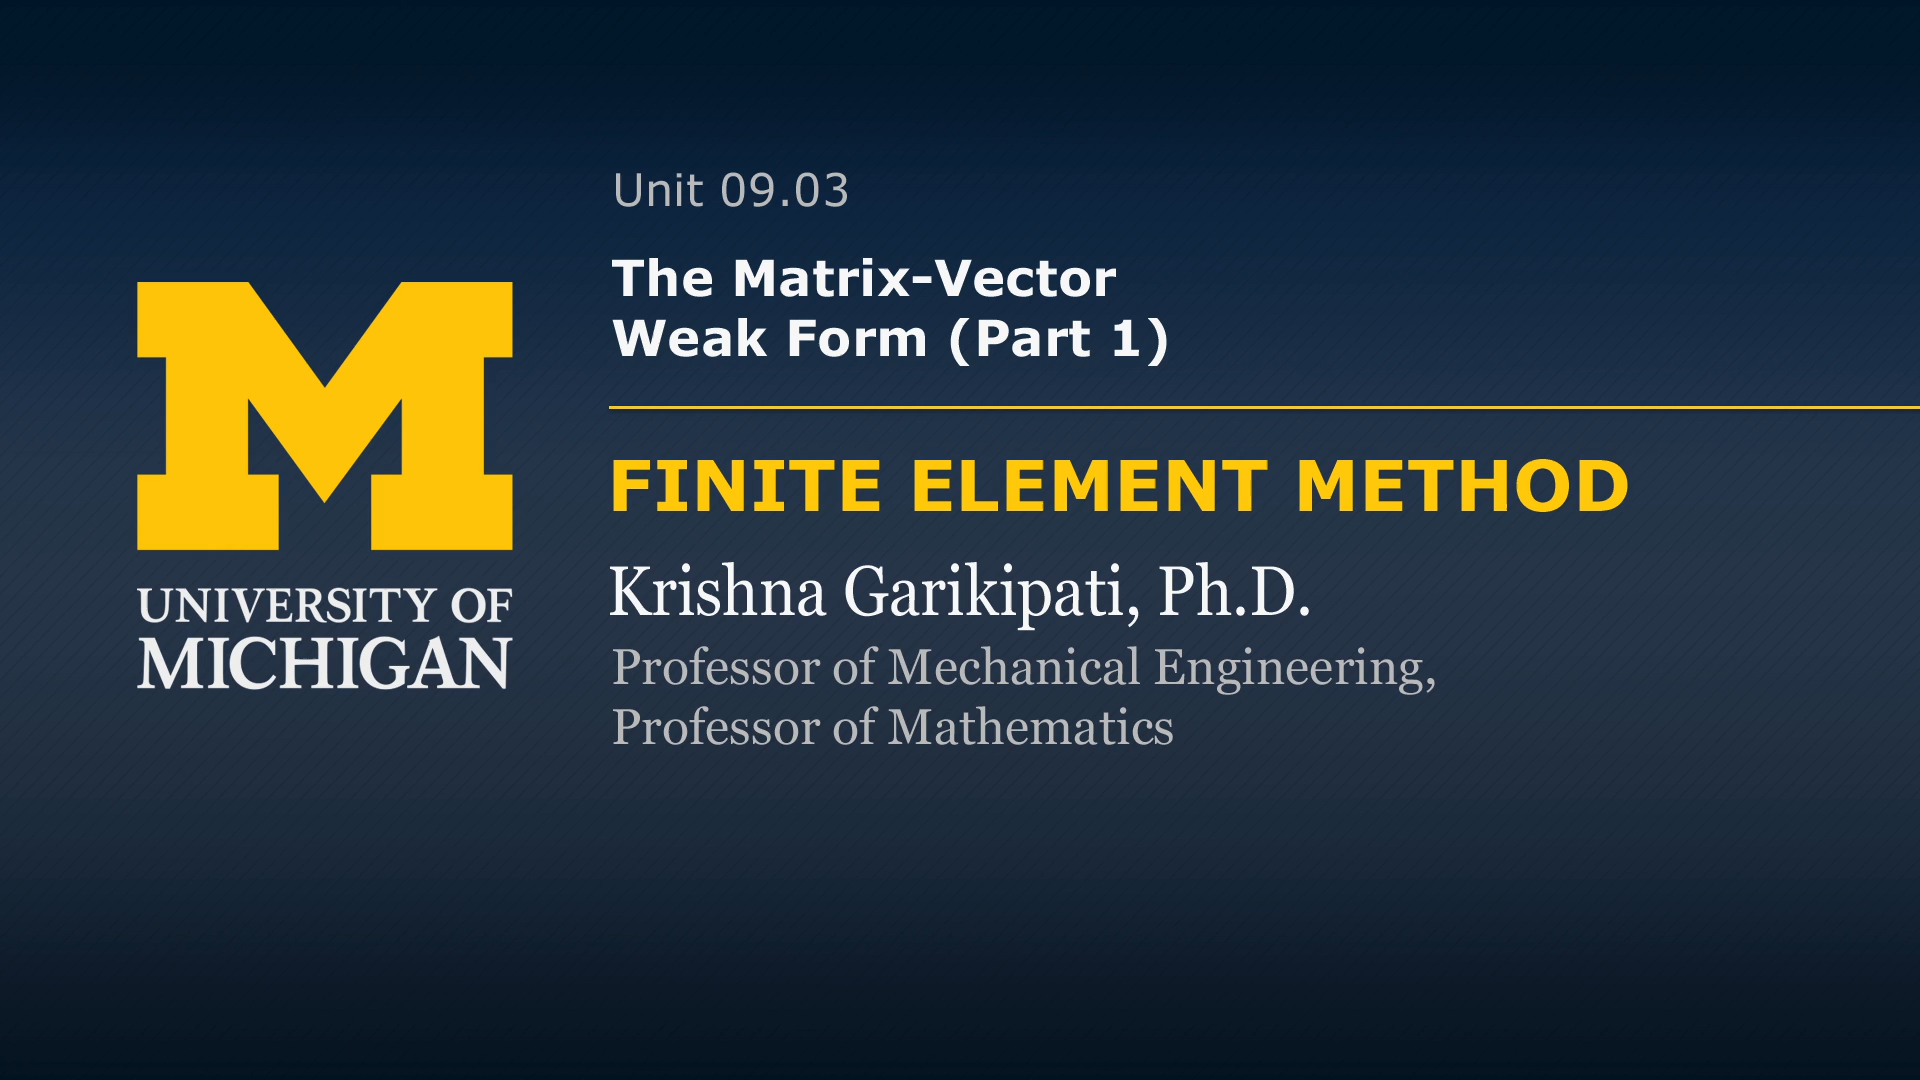 Unit 09.03
The Matrix-Vector
Weak Form (Part 1)
FINITE ELEMENT METHOD
Krishna Garikipati, Ph.D.
Professor of Mechanical Engineering,
Professor of Mathematics
M
UNIVERSITY OF
MICHIGAN